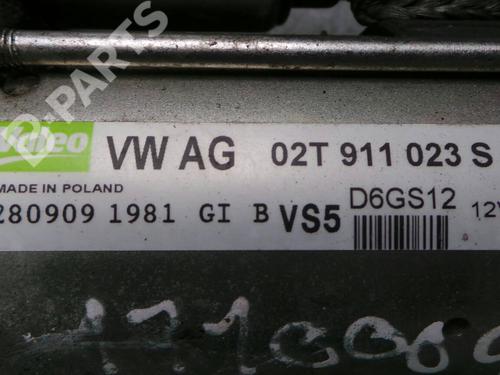 B-PARTS
Valeo VW AG 02T 911 023 S
MADE IN POLAND
280909 1981 GI B VS5 D6GS12 12V